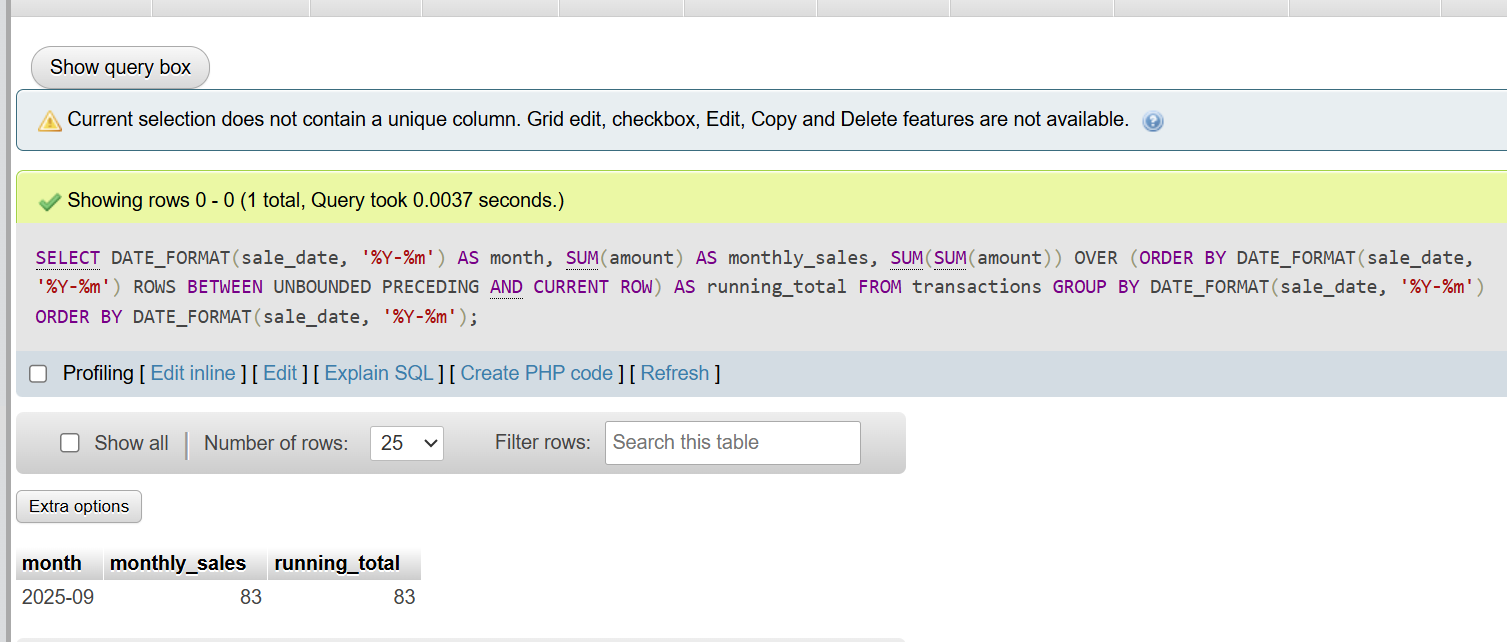 Show query box
Current selection does not contain a unique column. Grid edit, checkbox, Edit, Copy and Delete features are not available.
Showing rows 0 - 0 (1 total, Query took 0.0037 seconds.)
SELECT DATE_FORMAT(sale_date, '%Y-%m') AS month, SUM(amount) AS monthly_sales, SUM(SUM(amount)) OVER (ORDER BY DATE_FORMAT(sale_date,
'%Y-%m') ROWS BETWEEN UNBOUNDED PRECEDING AND CURRENT ROW) AS running_total FROM transactions GROUP BY DATE_FORMAT(sale_date, '%Y-%m')
ORDER BY DATE_FORMAT(sale_date, '%Y-%m');
Profiling [ Edit inline ] [ Edit ] [ Explain SQL ] [ Create PHP code ] [ Refresh ]
Show all | Number of rows: 25 Filter rows: Search this table
Extra options
month monthly_sales running_total
2025-09 83 83